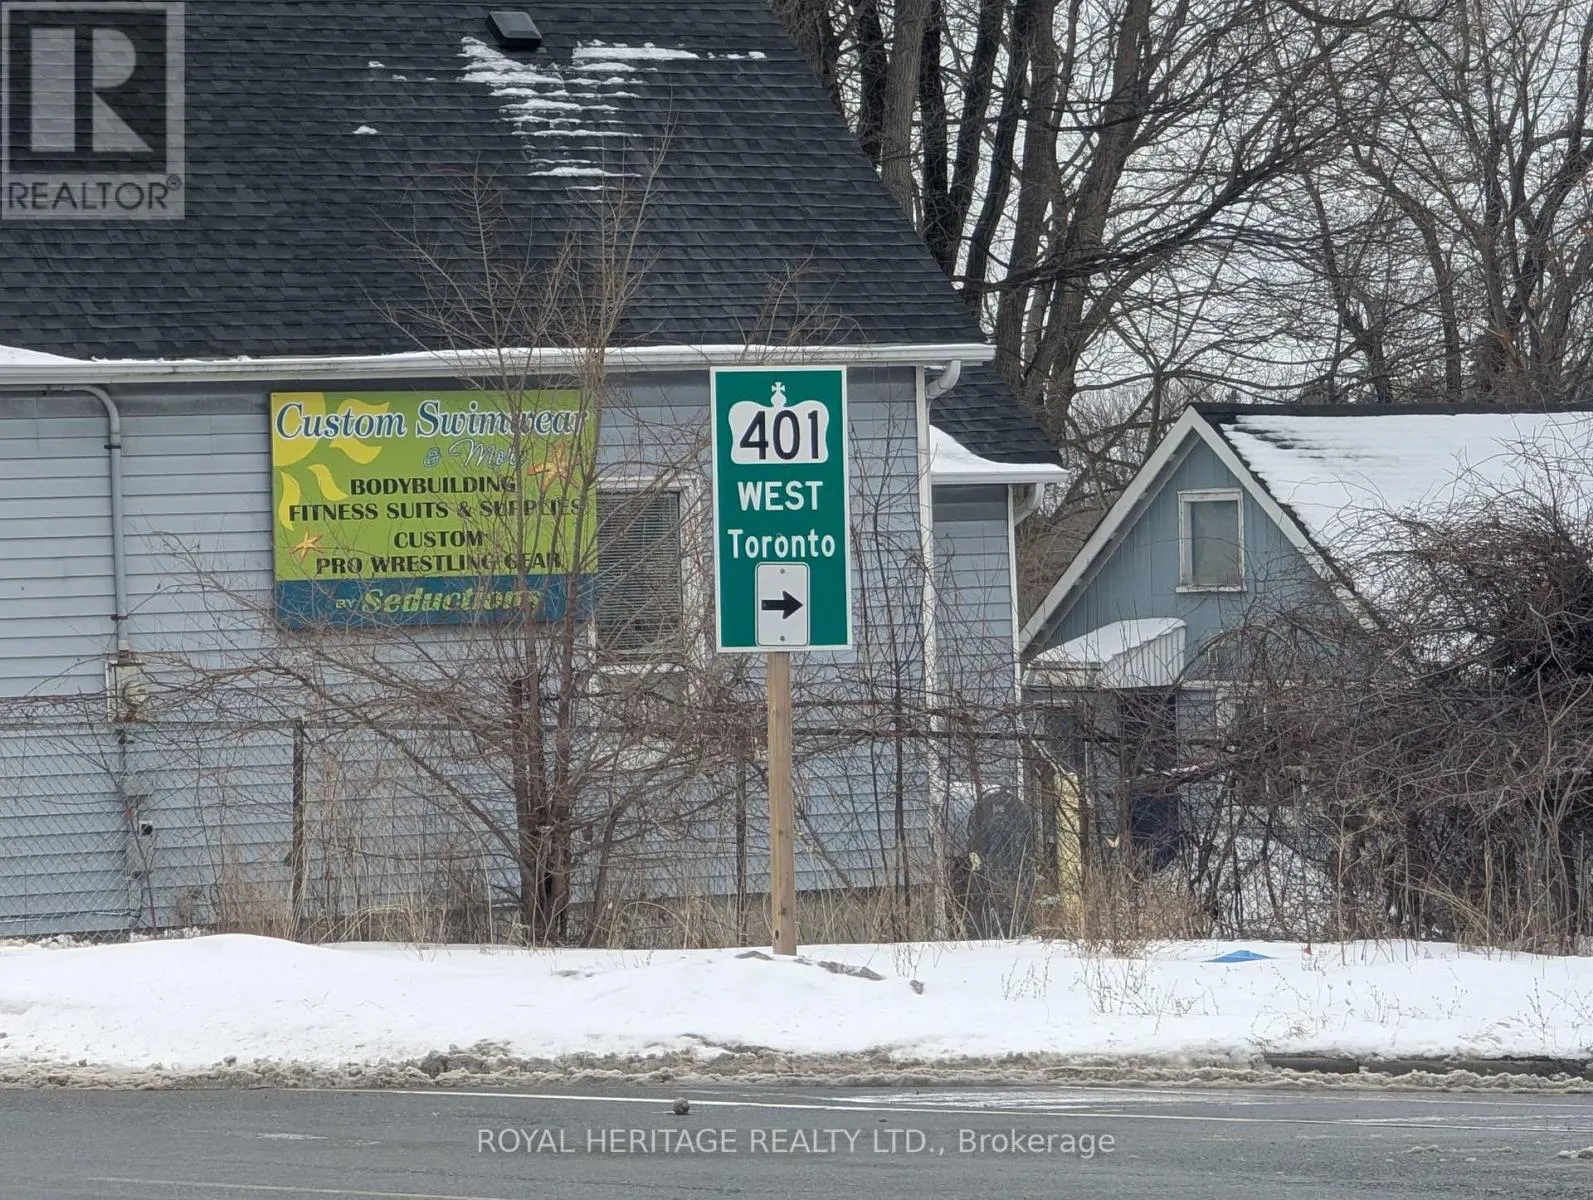 REALTOR®
Custom Swimwear
& More
BODYBUILDING
FITNESS SUITS & SUPPLIES
CUSTOM
PRO WRESTLING GEAR
BY Seductions
401
WEST
Toronto
ROYAL HERITAGE REALTY LTD., Brokerage